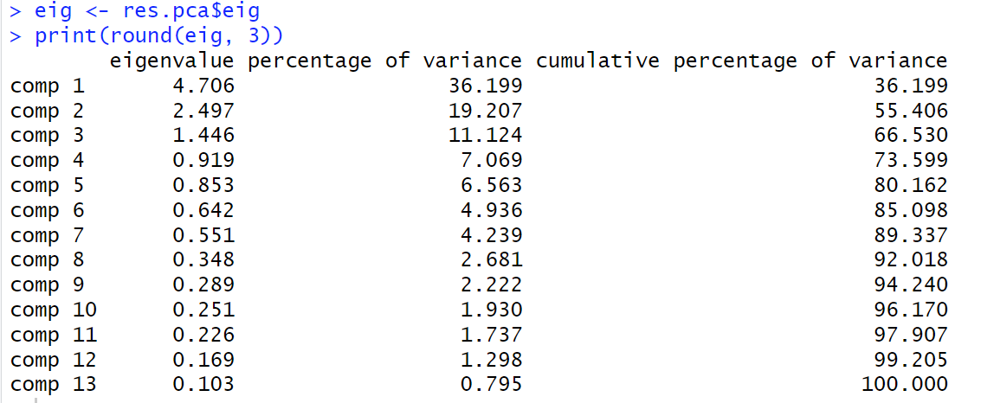 > eig <- res.pca$eig
> print(round(eig, 3))
eigenvalue percentage of variance cumulative percentage of variance
comp 1 4.706 36.199 36.199
comp 2 2.497 19.207 55.406
comp 3 1.446 11.124 66.530
comp 4 0.919 7.069 73.599
comp 5 0.853 6.563 80.162
comp 6 0.642 4.936 85.098
comp 7 0.551 4.239 89.337
comp 8 0.348 2.681 92.018
comp 9 0.289 2.222 94.240
comp 10 0.251 1.930 96.170
comp 11 0.226 1.737 97.907
comp 12 0.169 1.298 99.205
comp 13 0.103 0.795 100.000